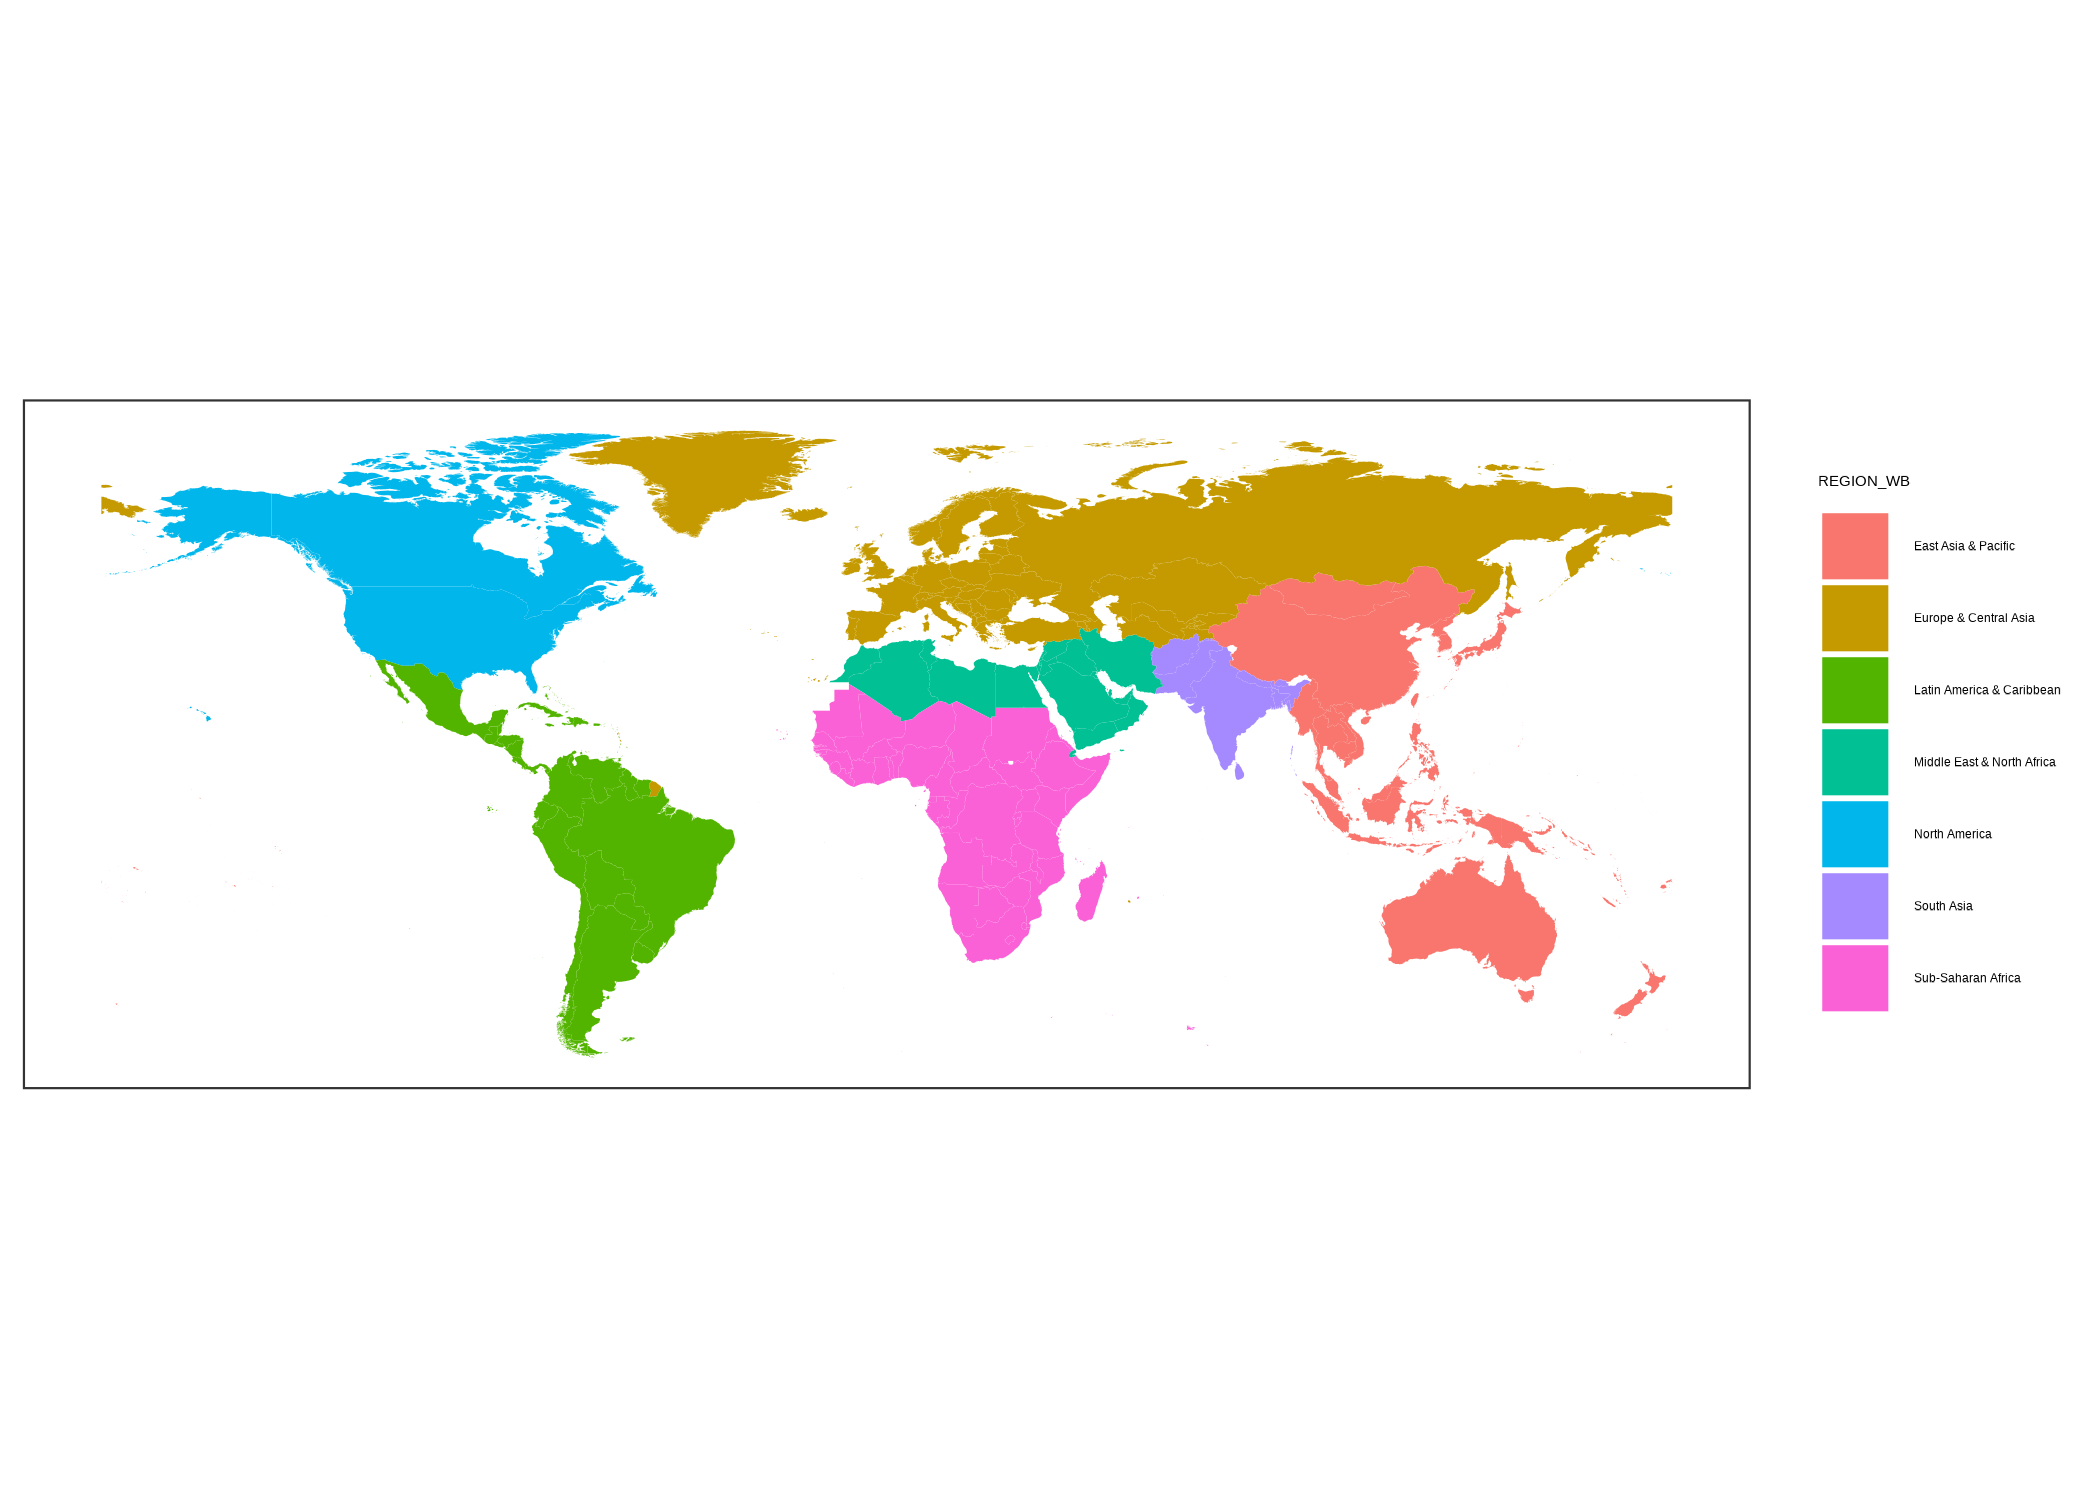 REGION_WB
East Asia & Pacific
Europe & Central Asia
Latin America & Caribbean
Middle East & North Africa
North America
South Asia
Sub-Saharan Africa